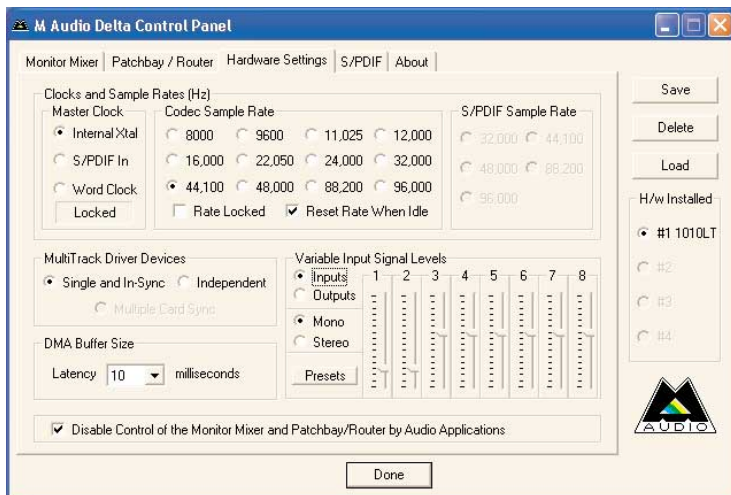 M Audio Delta Control Panel
Monitor Mixer Patchbay / Router Hardware Settings S/PDIF About
Clocks and Sample Rates (Hz)
Master Clock
Internal Xtal
S/PDIF In
Word Clock
Locked
Codec Sample Rate
8000 9600 11,025 12,000
16,000 22,050 24,000 32,000
44,100 48,000 88,200 96,000
Rate Locked Reset Rate When Idle
S/PDIF Sample Rate
32,000 44,100
48,000 88,200
96,000
MultiTrack Driver Devices
Single and In-Sync Independent
Multiple Card Sync
DMA Buffer Size
Latency 10 milliseconds
Variable Input Signal Levels
Inputs
Outputs
Mono
Stereo
Presets
1 2 3 4 5 6 7 8
Disable Control of the Monitor Mixer and Patchbay/Router by Audio Applications
Save
Delete
Load
H/w Installed
#1 1010LT
#2
#3
#4
M
AUDIO
Done